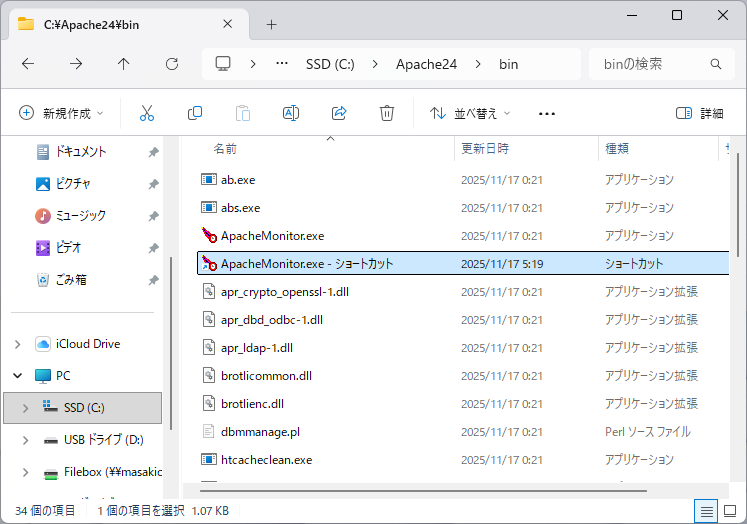 C:¥Apache24¥bin
SSD (C:) Apache24 bin binの検索
新規作成 並べ替え 詳細
ドキュメント
ピクチャ
ミュージック
ビデオ
ごみ箱
iCloud Drive
PC
SSD (C:)
USB ドライブ (D:)
Filebox (¥¥masakic
名前 更新日時 種類
ab.exe 2025/11/17 0:21 アプリケーション
abs.exe 2025/11/17 0:21 アプリケーション
ApacheMonitor.exe 2025/11/17 0:21 アプリケーション
ApacheMonitor.exe - ショートカット 2025/11/17 5:19 ショートカット
apr_crypto_openssl-1.dll 2025/11/17 0:21 アプリケーション拡張
apr_dbd_odbc-1.dll 2025/11/17 0:21 アプリケーション拡張
apr_ldap-1.dll 2025/11/17 0:21 アプリケーション拡張
brotlicommon.dll 2025/11/17 0:21 アプリケーション拡張
brotlienc.dll 2025/11/17 0:21 アプリケーション拡張
dbmmanage.pl 2025/11/17 0:21 Perl ソース ファイル
htcacheclean.exe 2025/11/17 0:21 アプリケーション
34 個の項目 1 個の項目を選択 1.07 KB